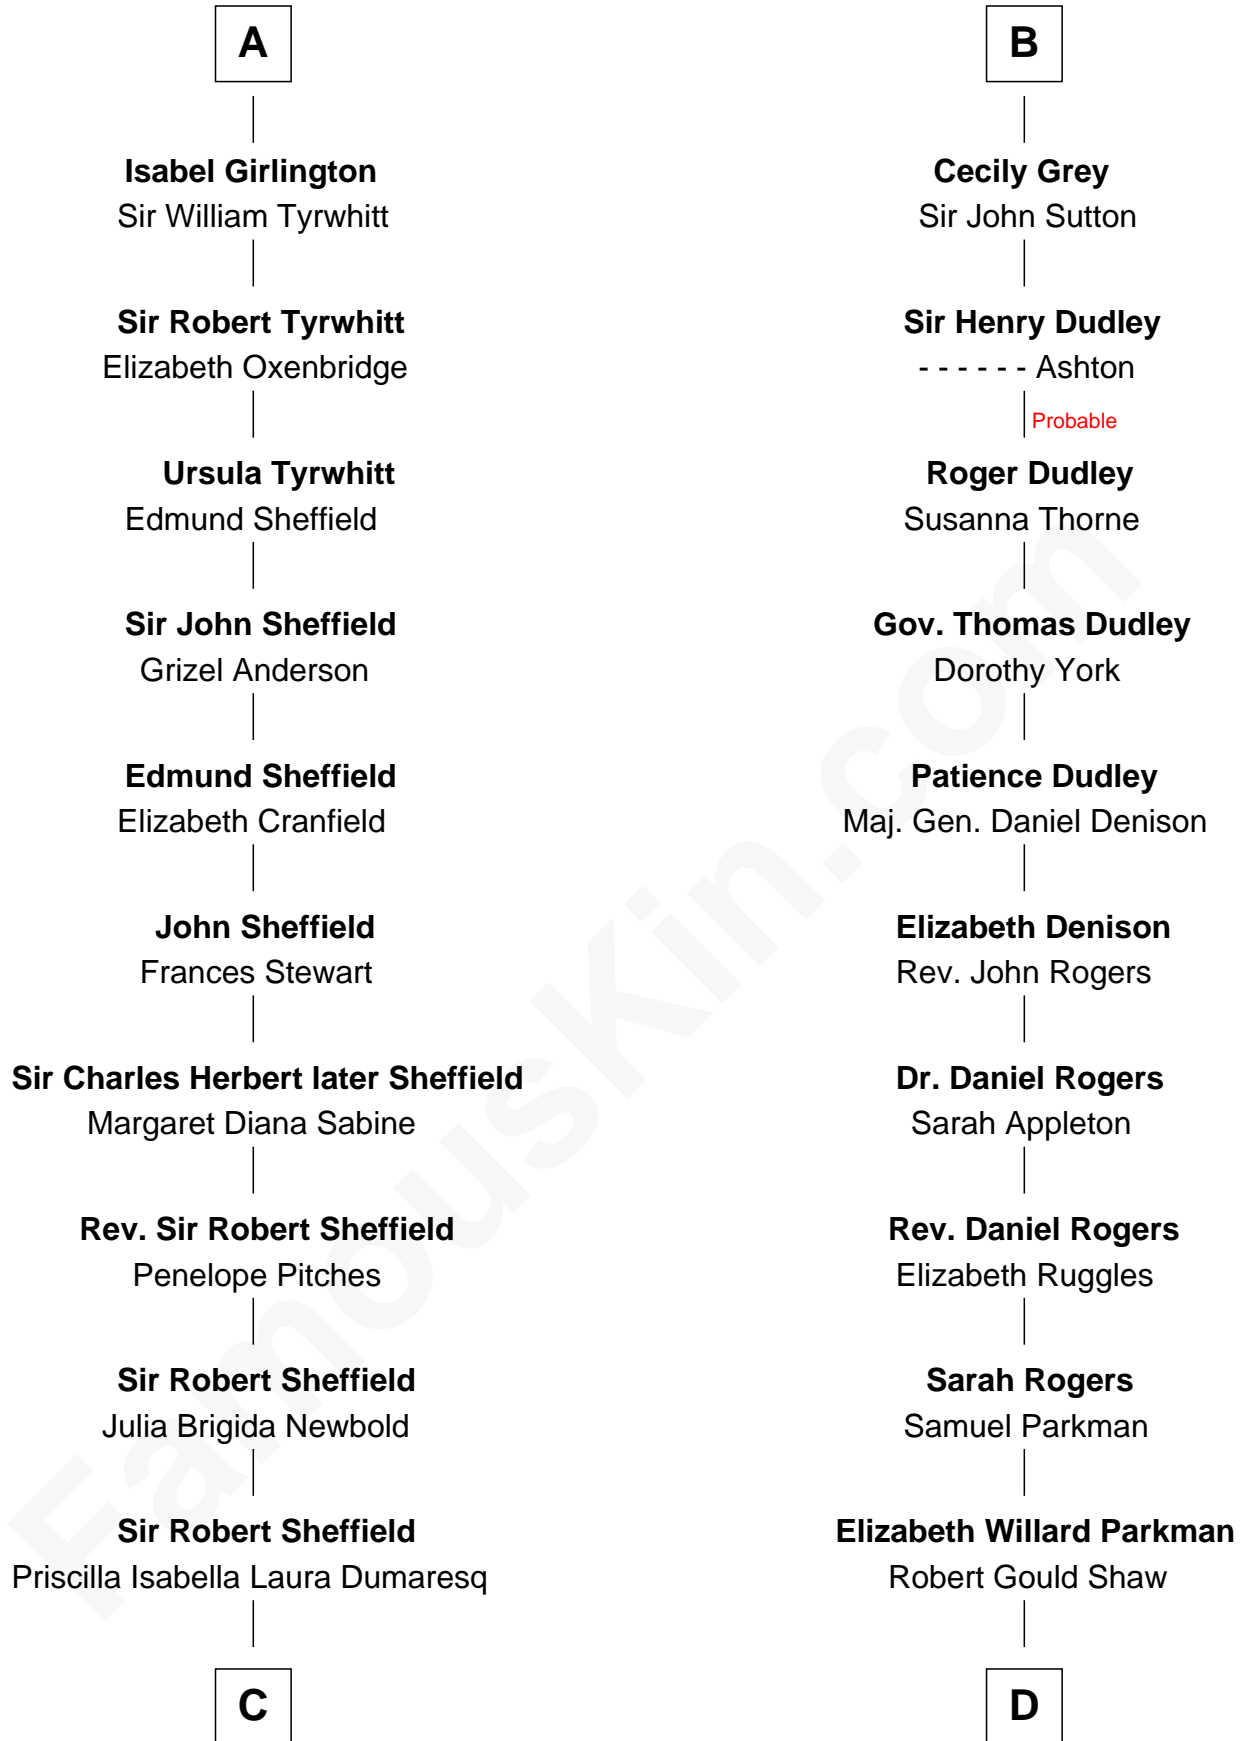 A
Isabel Girlington
Sir William Tyrwhitt
Sir Robert Tyrwhitt
Elizabeth Oxenbridge
Ursula Tyrwhitt
Edmund Sheffield
Sir John Sheffield
Grizel Anderson
Edmund Sheffield
Elizabeth Cranfield
John Sheffield
Frances Stewart
Sir Charles Herbert later Sheffield
Margaret Diana Sabine
Rev. Sir Robert Sheffield
Penelope Pitches
Sir Robert Sheffield
Julia Brigida Newbold
Sir Robert Sheffield
Priscilla Isabella Laura Dumaresq
C
B
Cecily Grey
Sir John Sutton
Sir Henry Dudley
- - - - - - Ashton
Probable
Roger Dudley
Susanna Thorne
Gov. Thomas Dudley
Dorothy York
Patience Dudley
Maj. Gen. Daniel Denison
Elizabeth Denison
Rev. John Rogers
Dr. Daniel Rogers
Sarah Appleton
Rev. Daniel Rogers
Elizabeth Ruggles
Sarah Rogers
Samuel Parkman
Elizabeth Willard Parkman
Robert Gould Shaw
D
FamousKin.com